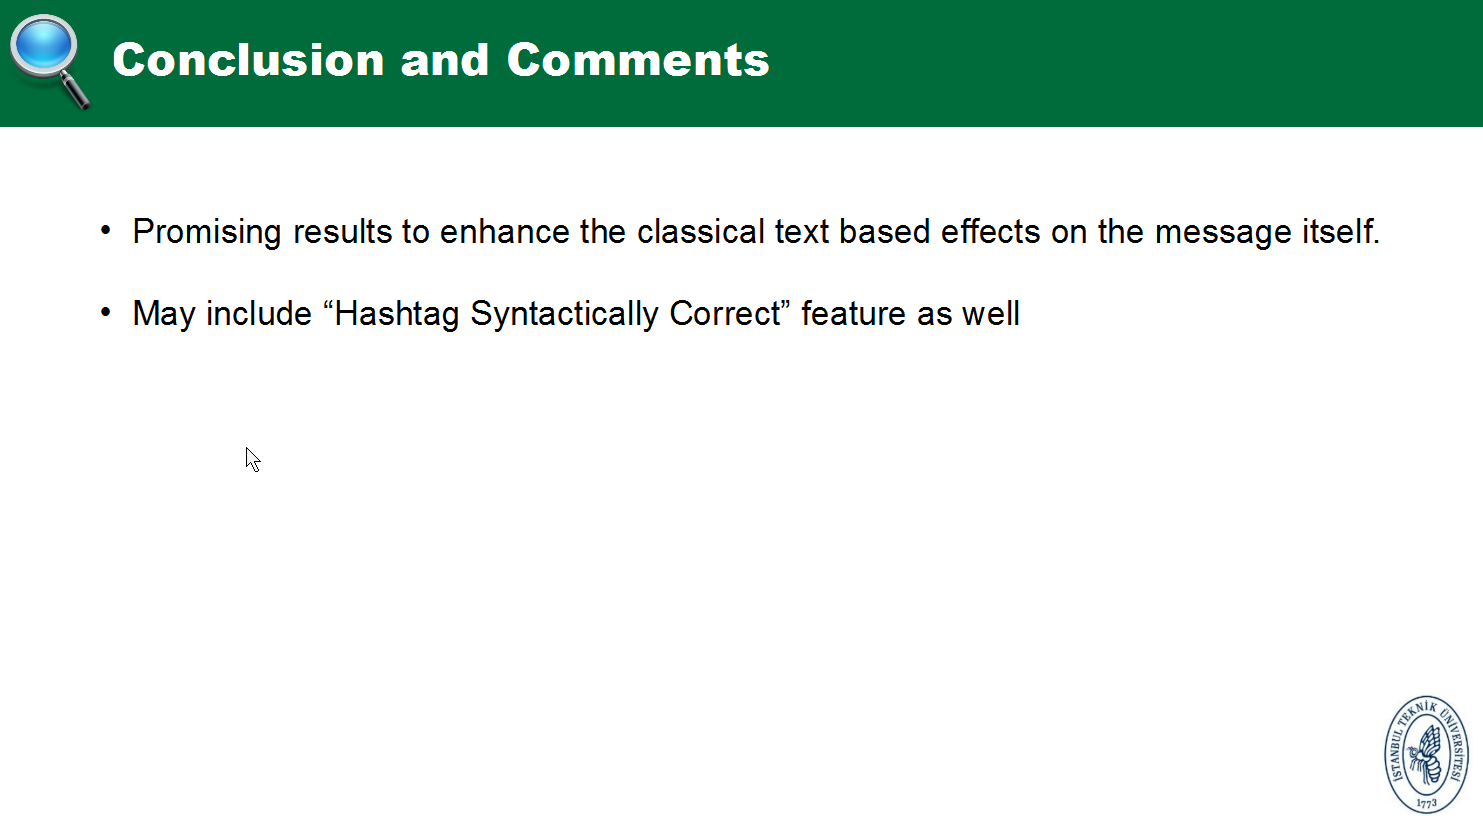 Conclusion and Comments
• Promising results to enhance the classical text based effects on the message itself.
• May include “Hashtag Syntactically Correct” feature as well
İSTANBUL TEKNİK ÜNİVERSİTESİ
1773